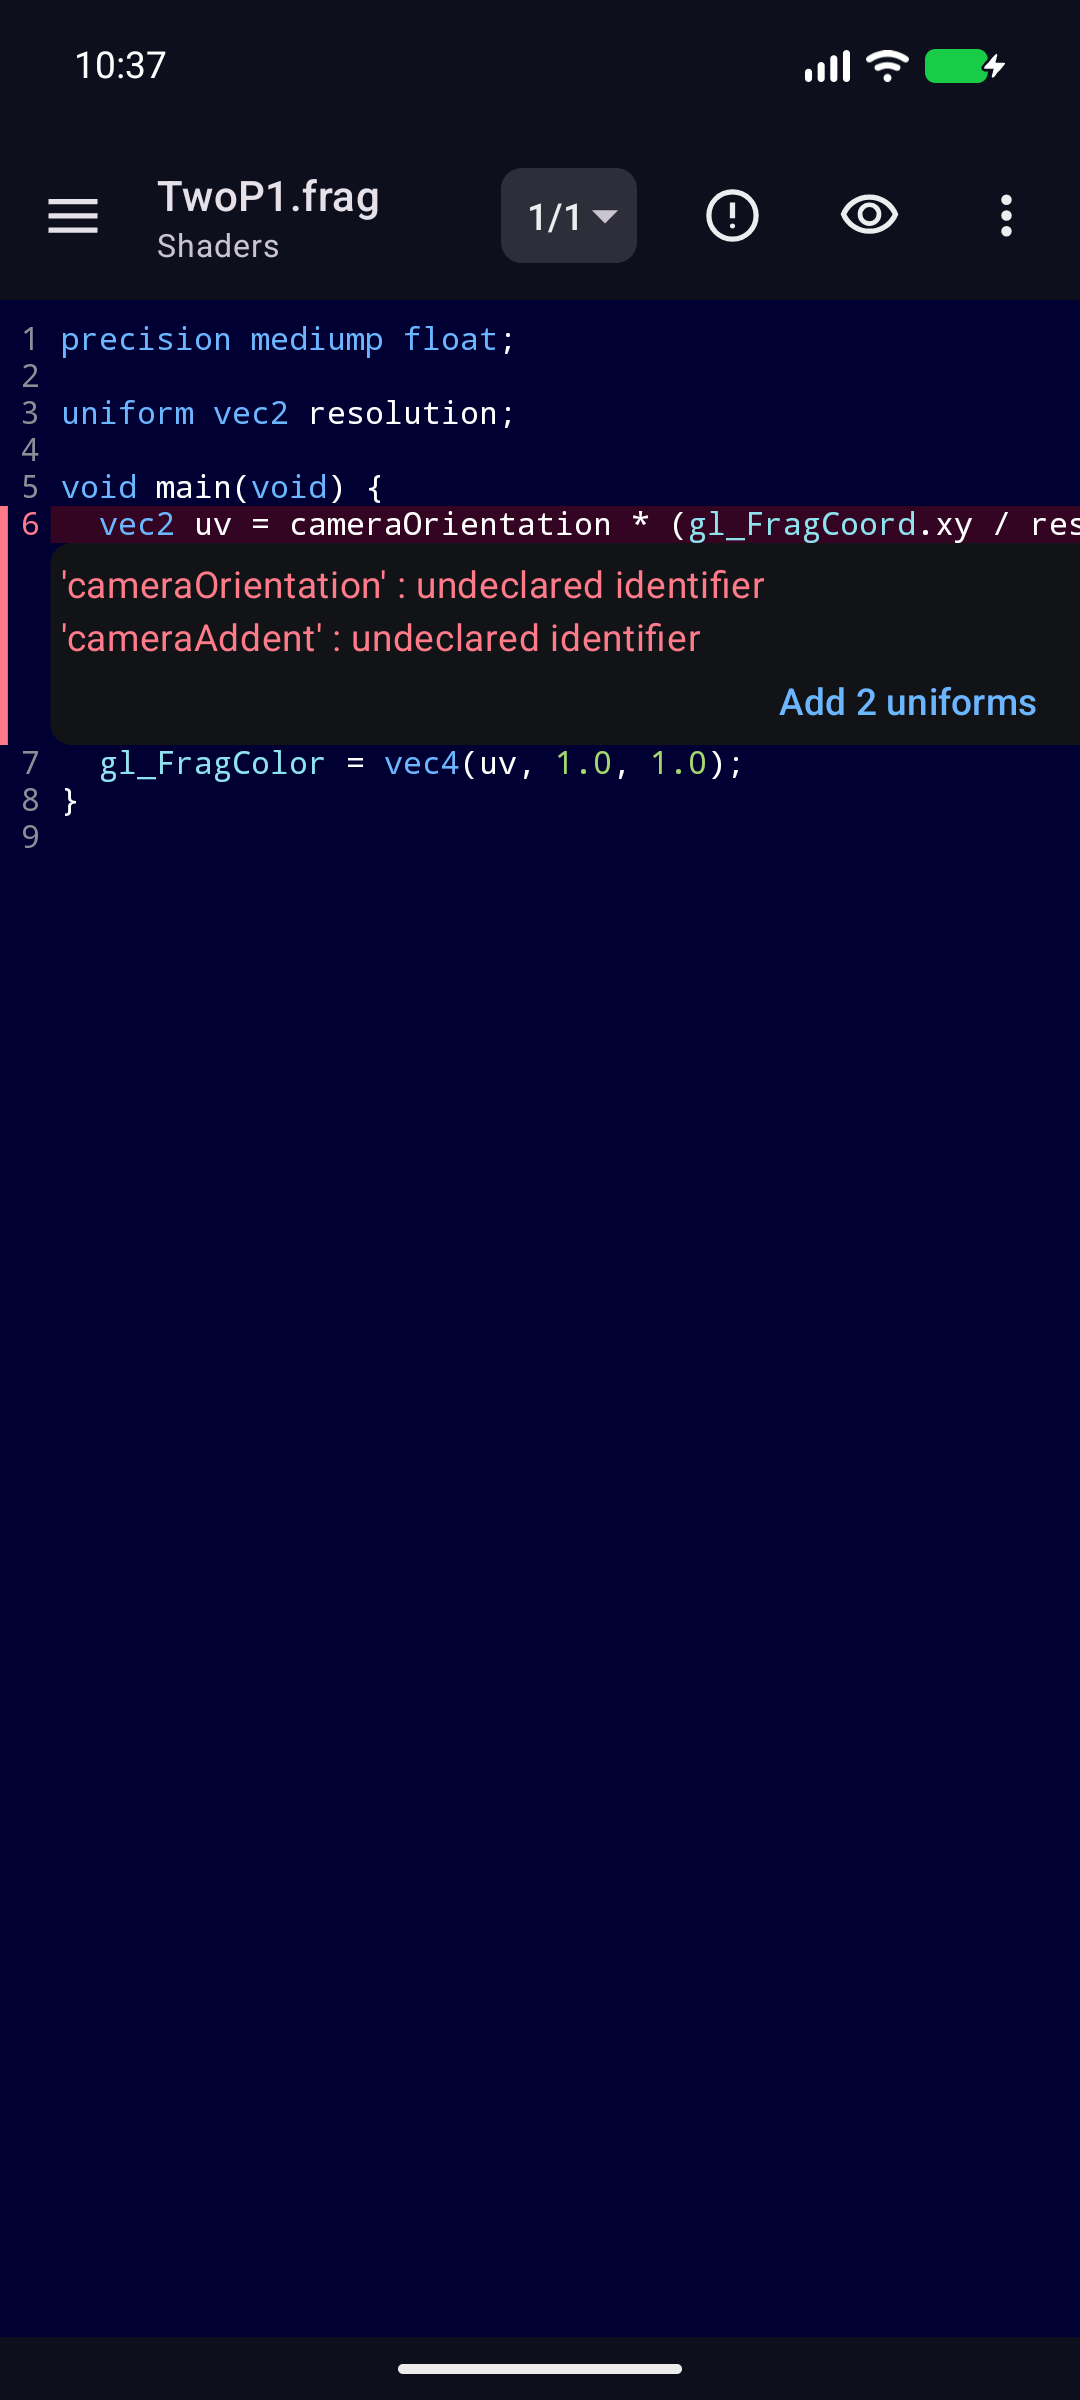 10:37
TwoP1.frag
Shaders
1/1
1 precision mediump float;
2
3 uniform vec2 resolution;
4
5 void main(void) {
6 vec2 uv = cameraOrientation * (gl_FragCoord.xy / res
'cameraOrientation' : undeclared identifier
'cameraAddent' : undeclared identifier
Add 2 uniforms
7 gl_FragColor = vec4(uv, 1.0, 1.0);
8 }
9